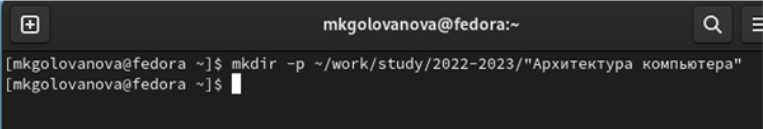 mkgolovanova@fedora:~
[mkgolovanova@fedora ~]$ mkdir -p ~/work/study/2022-2023/"Архитектура компьютера"
[mkgolovanova@fedora ~]$